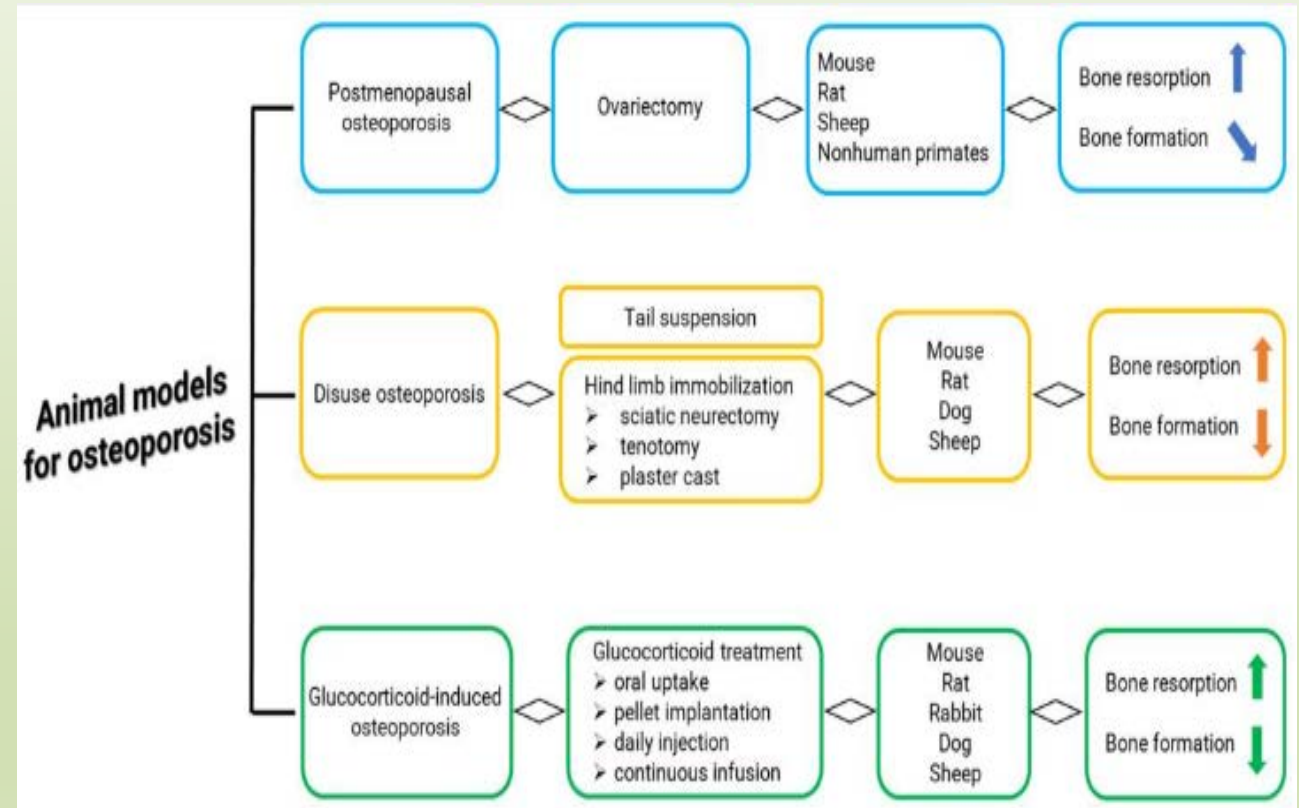 Animal models
for osteoporosis
Postmenopausal
osteoporosis
Ovariectomy
Mouse
Rat
Sheep
Nonhuman primates
Bone resorption
Bone formation
Disuse osteoporosis
Tail suspension
Hind limb immobilization
➢ sciatic neurectomy
➢ tenotomy
➢ plaster cast
Mouse
Rat
Dog
Sheep
Bone resorption
Bone formation
Glucocorticoid-induced
osteoporosis
Glucocorticoid treatment
➢ oral uptake
➢ pellet implantation
➢ daily injection
➢ continuous infusion
Mouse
Rat
Rabbit
Dog
Sheep
Bone resorption
Bone formation